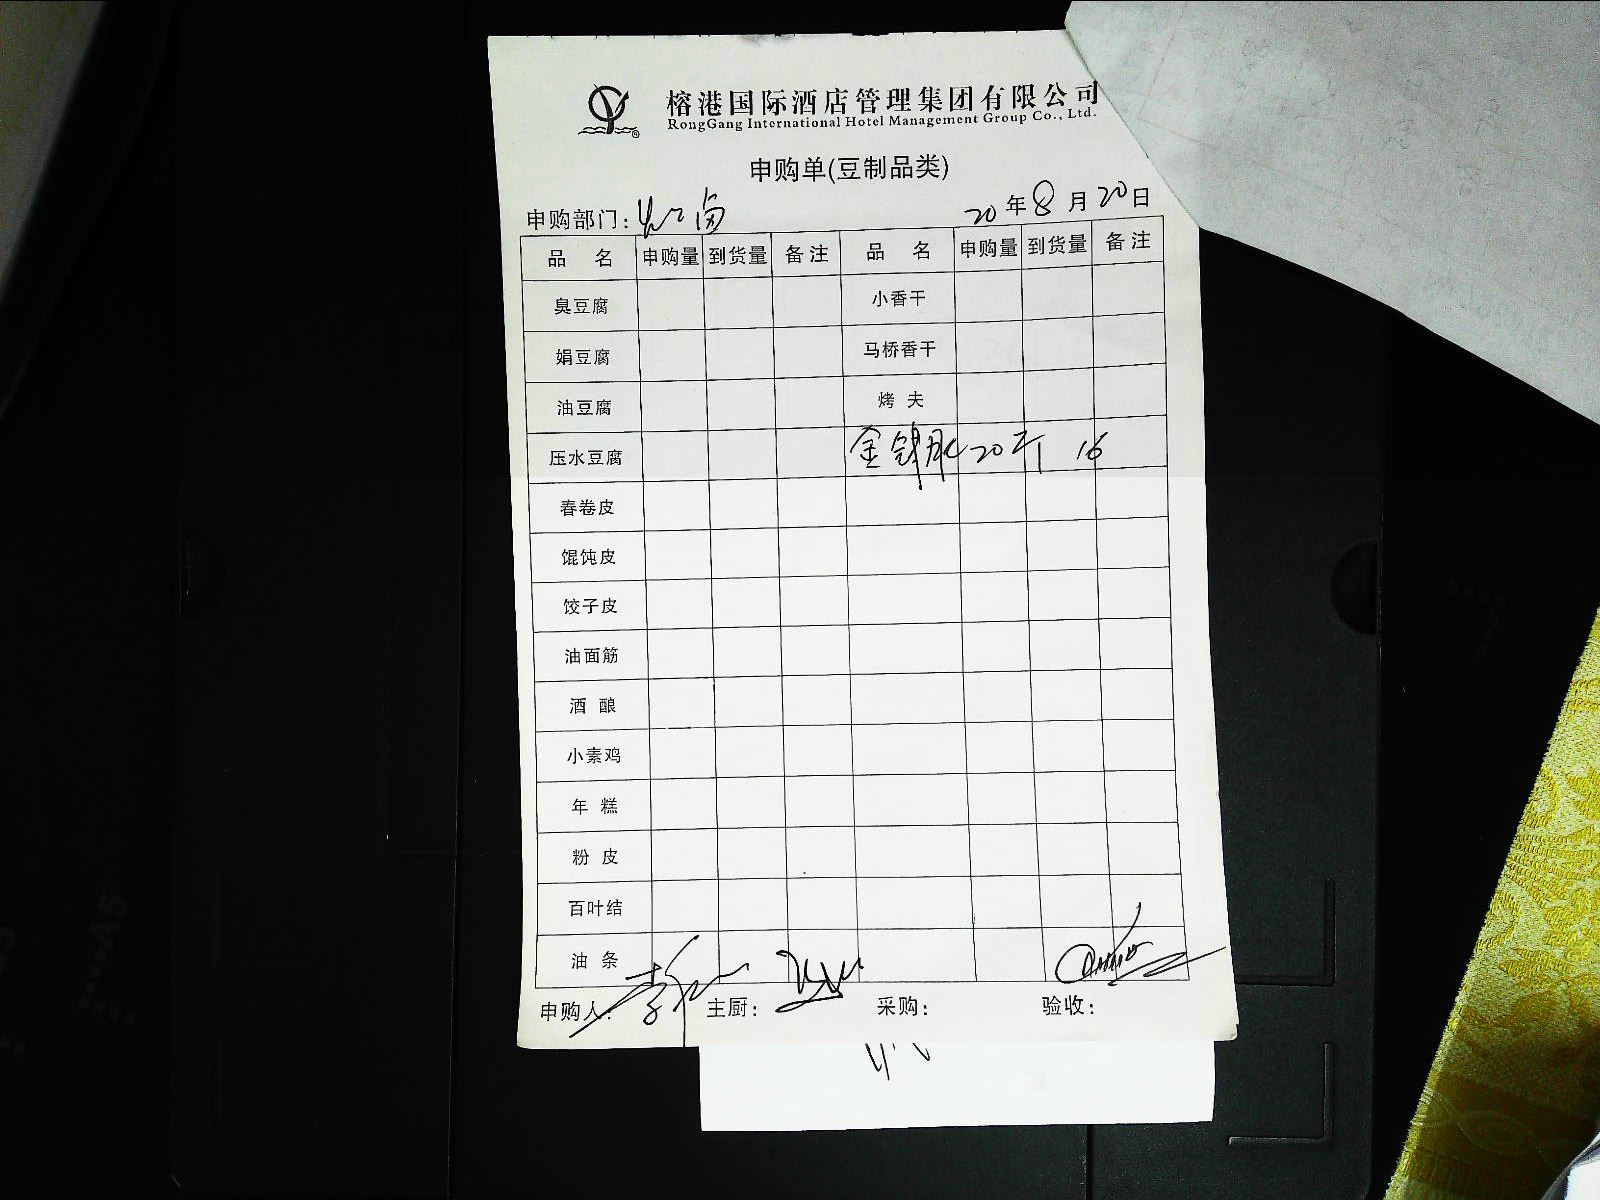 榕港国际酒店管理集团有限公司
RongGang International Hotel Management Group Co., Ltd.
申购单(豆制品类)
申购部门: 20年8月20日
品名 申购量 到货量 备注 品名 申购量 到货量 备注
臭豆腐 小香干
娟豆腐 马桥香干
油豆腐 烤夫
压水豆腐 金 20斤 16
春卷皮
馄饨皮
饺子皮
油面筋
酒酿
小素鸡
年糕
粉皮
百叶结
油条
申购人: 主厨: 采购: 验收: